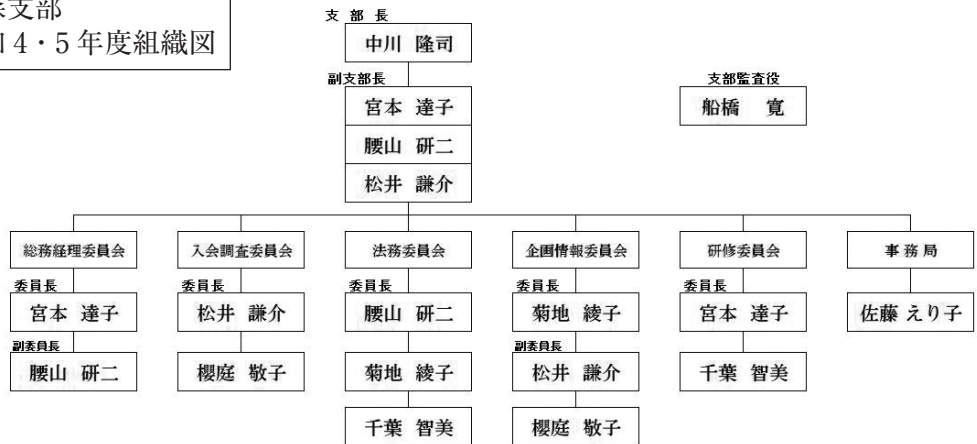 支部
4・5年度組織図
支 部 長
中川 隆司
副支部長
宮本 達子
腰山 研二
松井 謙介
支部監査役
船橋 寛
総務経理委員会
委員長
宮本 達子
副委員長
腰山 研二
入会調査委員会
委員長
松井 謙介
櫻庭 敬子
法務委員会
委員長
腰山 研二
菊地 綾子
千葉 智美
企画情報委員会
委員長
菊地 綾子
副委員長
松井 謙介
櫻庭 敬子
研修委員会
委員長
宮本 達子
千葉 智美
事 務 局
佐藤 えり子